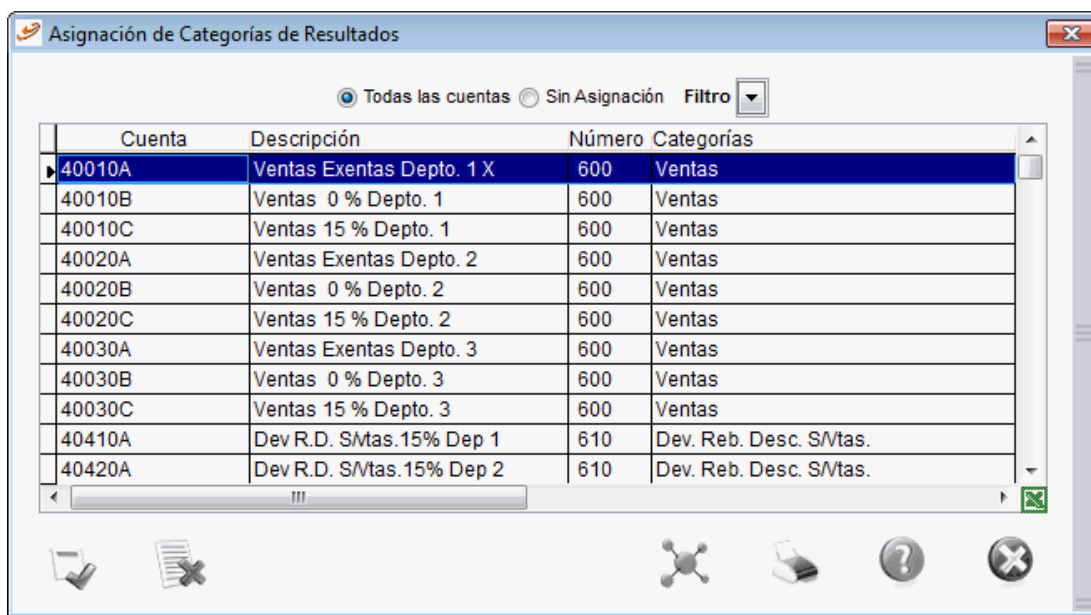 Asignación de Categorías de Resultados
Todas las cuentas Sin Asignación Filtro
Cuenta Descripción Número Categorías
40010A Ventas Exentas Depto. 1 X 600 Ventas
40010B Ventas 0 % Depto. 1 600 Ventas
40010C Ventas 15 % Depto. 1 600 Ventas
40020A Ventas Exentas Depto. 2 600 Ventas
40020B Ventas 0 % Depto. 2 600 Ventas
40020C Ventas 15 % Depto. 2 600 Ventas
40030A Ventas Exentas Depto. 3 600 Ventas
40030B Ventas 0 % Depto. 3 600 Ventas
40030C Ventas 15 % Depto. 3 600 Ventas
40410A Dev R.D. S/Vtas.15% Dep 1 610 Dev. Reb. Desc. S/Vtas.
40420A Dev R.D. S/Vtas.15% Dep 2 610 Dev. Reb. Desc. S/Vtas.